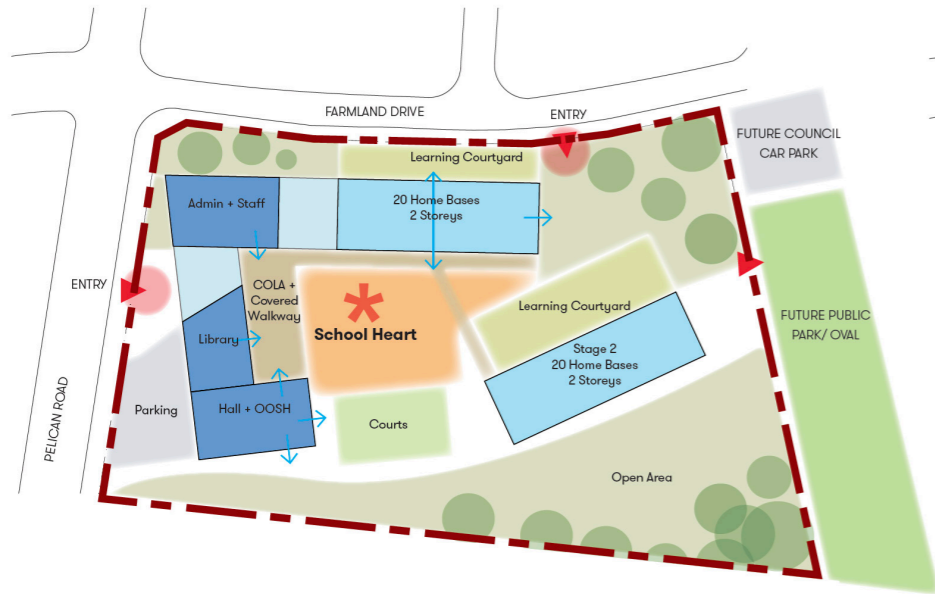 FARMLAND DRIVE
ENTRY
FUTURE COUNCIL
CAR PARK
Learning Courtyard
Admin + Staff
20 Home Bases
2 Storeys
ENTRY
COLA +
Covered
Walkway
School Heart
Learning Courtyard
FUTURE PUBLIC
PARK/ OVAL
Library
Stage 2
20 Home Bases
2 Storeys
Parking
Hall + OOSH
Courts
PELICAN ROAD
Open Area